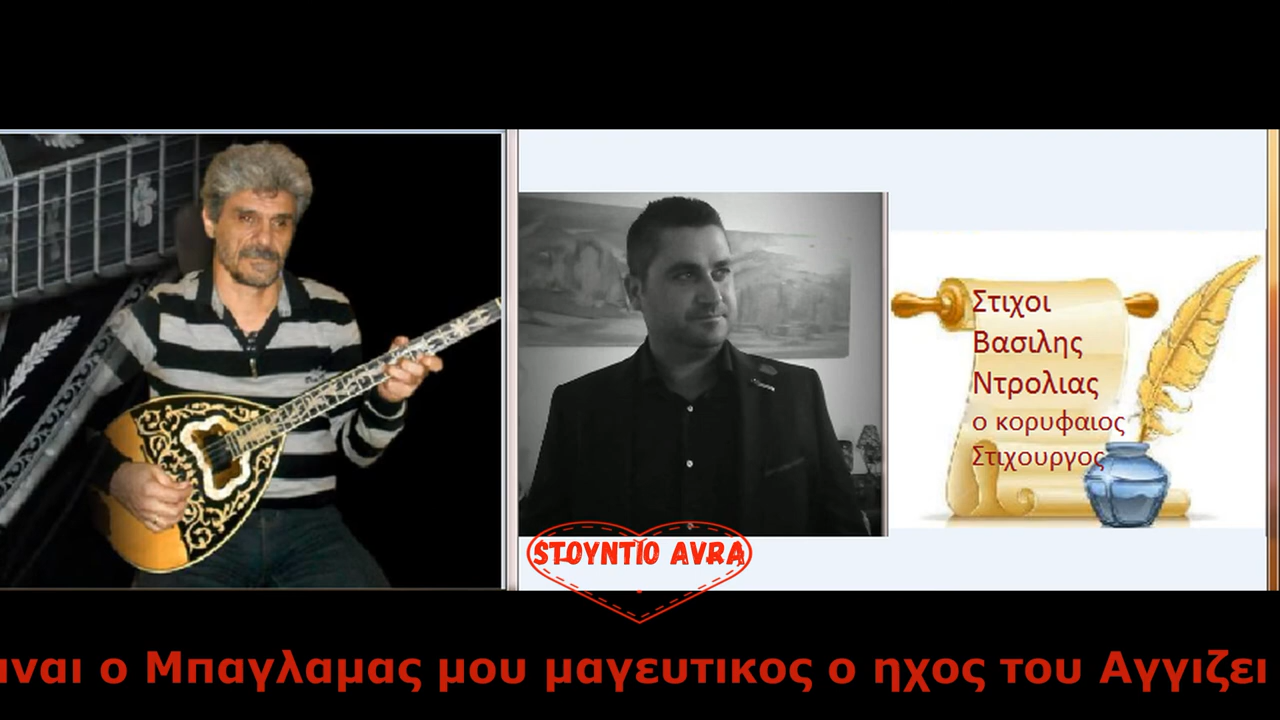 Στιχοι
Βασιλης
Ντρολιας
ο κορυφαιος
Στιχουργος
STOYNTIO AVRA
ιναι ο Μπαγλαμας μου μαγευτικος ο ηχος του Αγγιζει